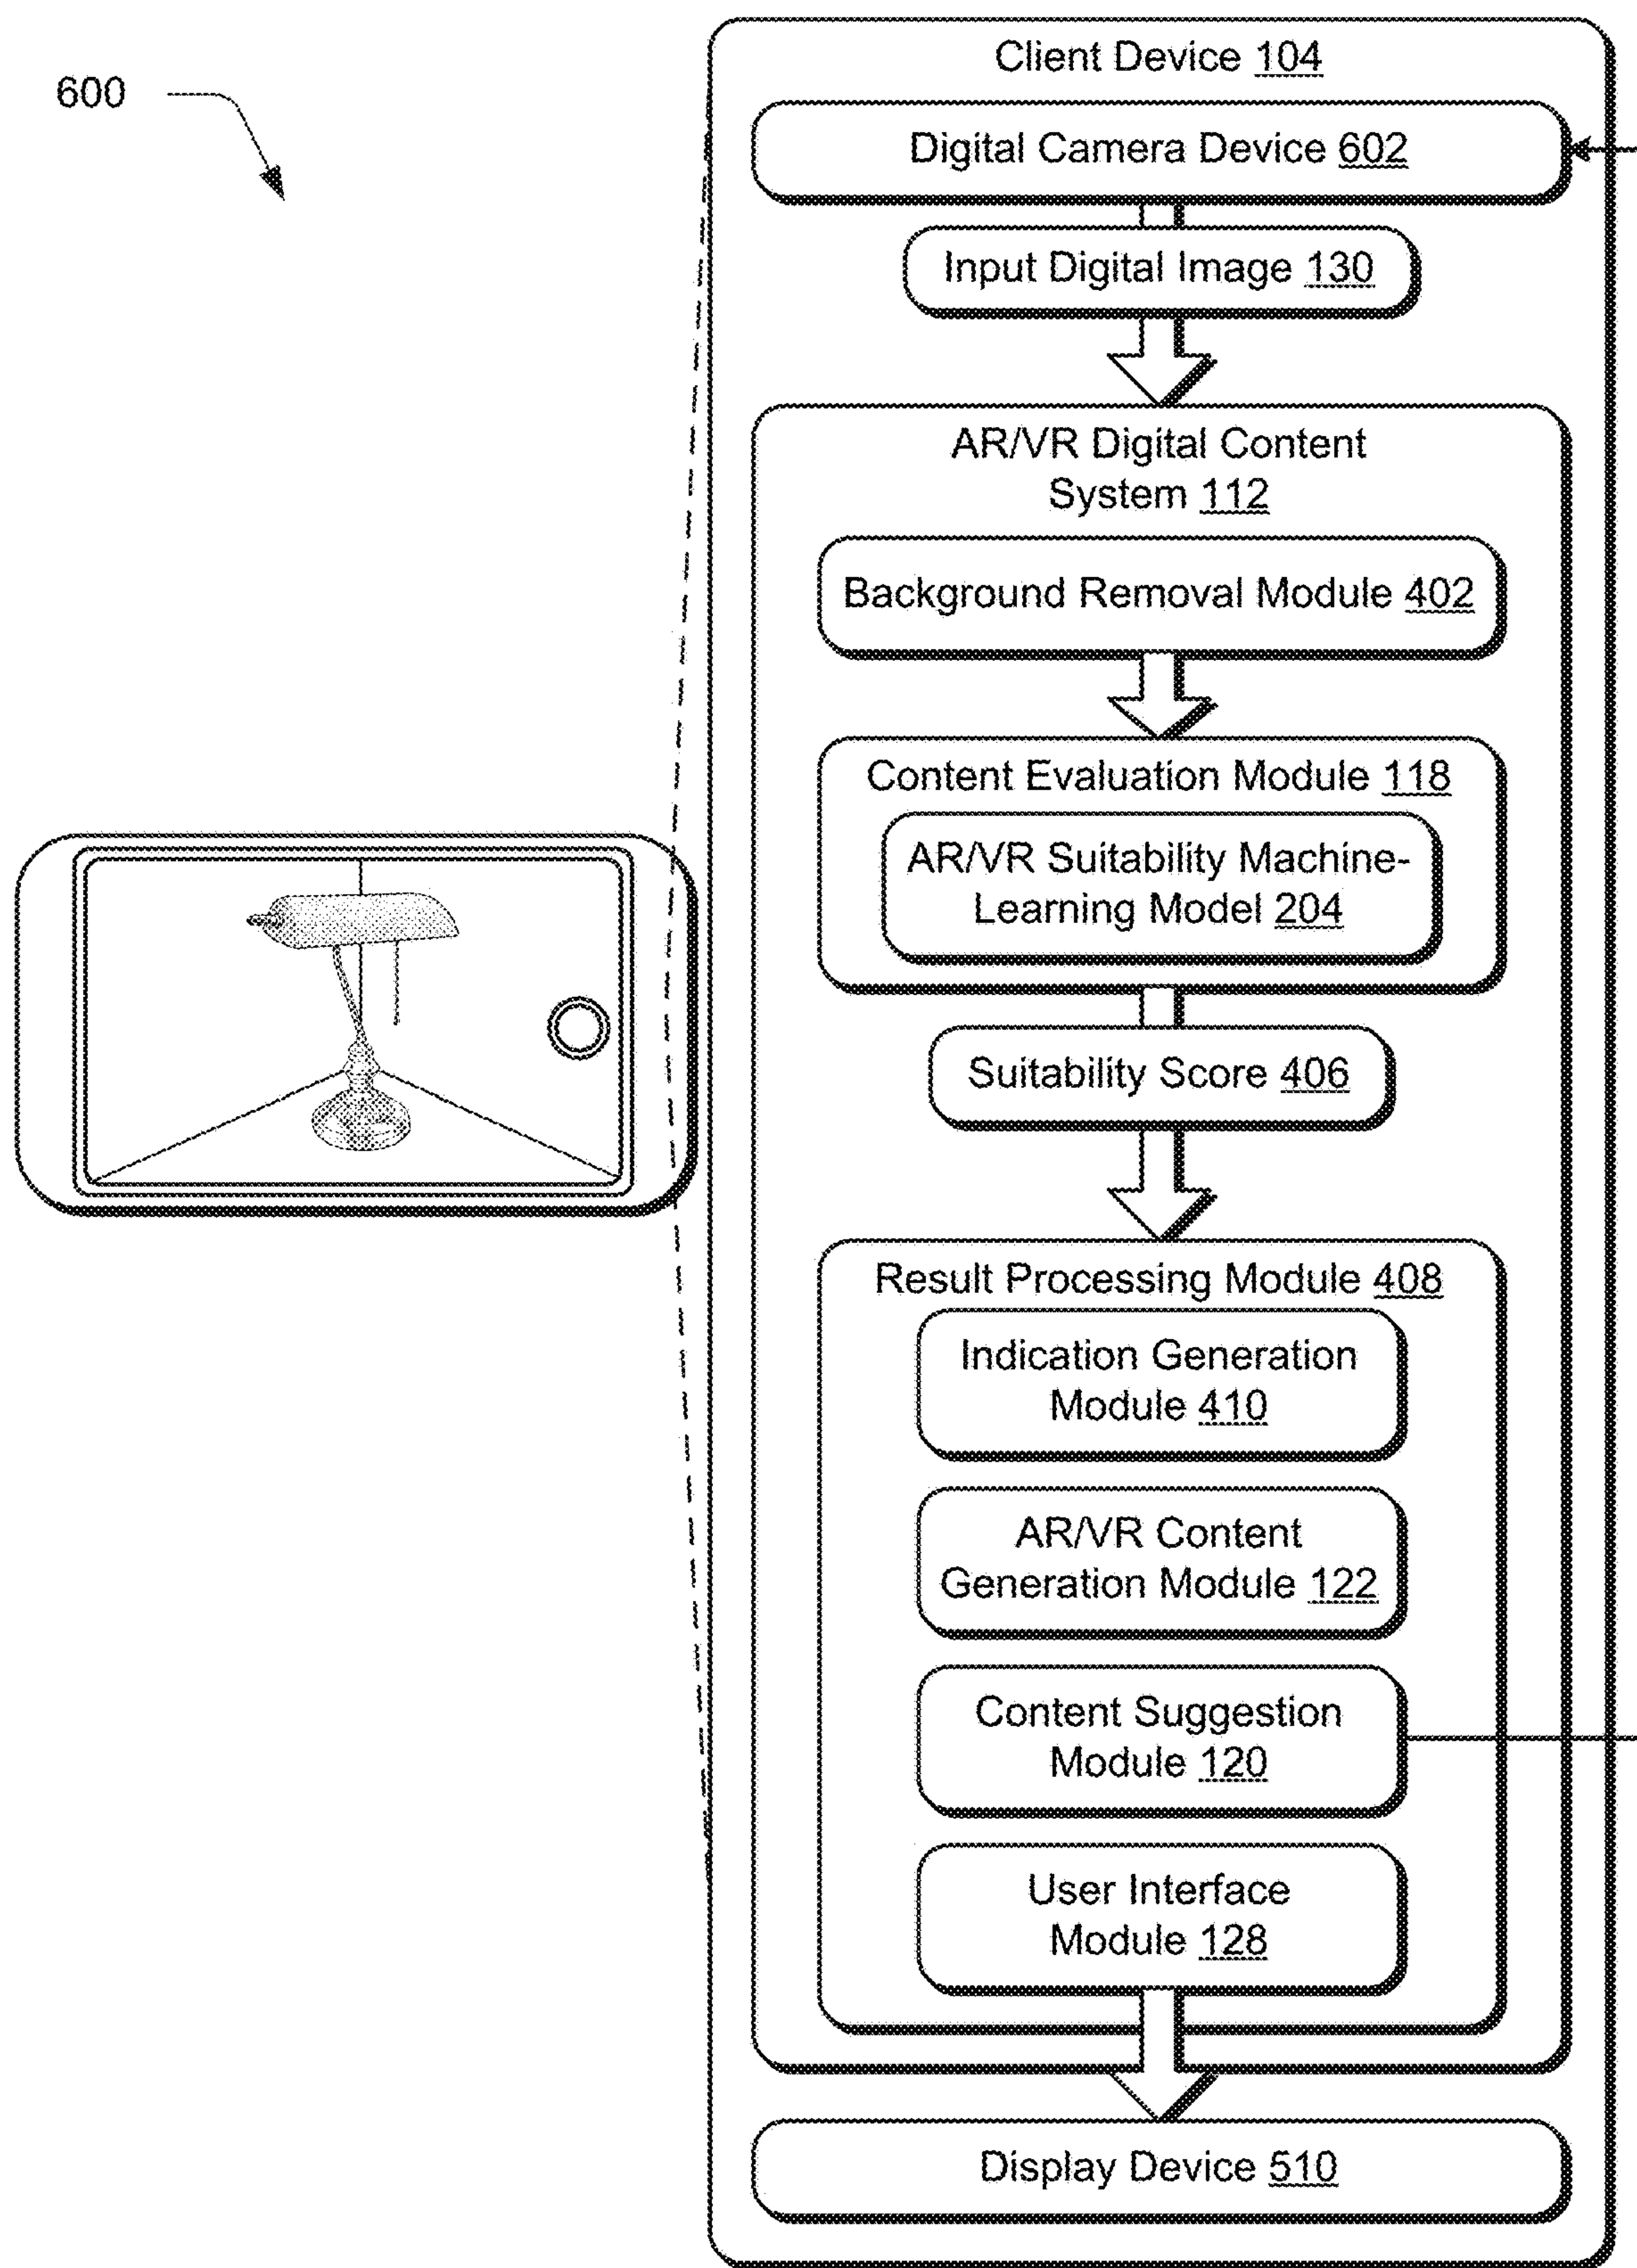 600
Client Device 104
Digital Camera Device 602
Input Digital Image 130
AR/VR Digital Content
System 112
Background Removal Module 402
Content Evaluation Module 118
AR/VR Suitability Machine-
Learning Model 204
Suitability Score 406
Result Processing Module 408
Indication Generation
Module 410
AR/VR Content
Generation Module 122
Content Suggestion
Module 120
User Interface
Module 128
Display Device 510